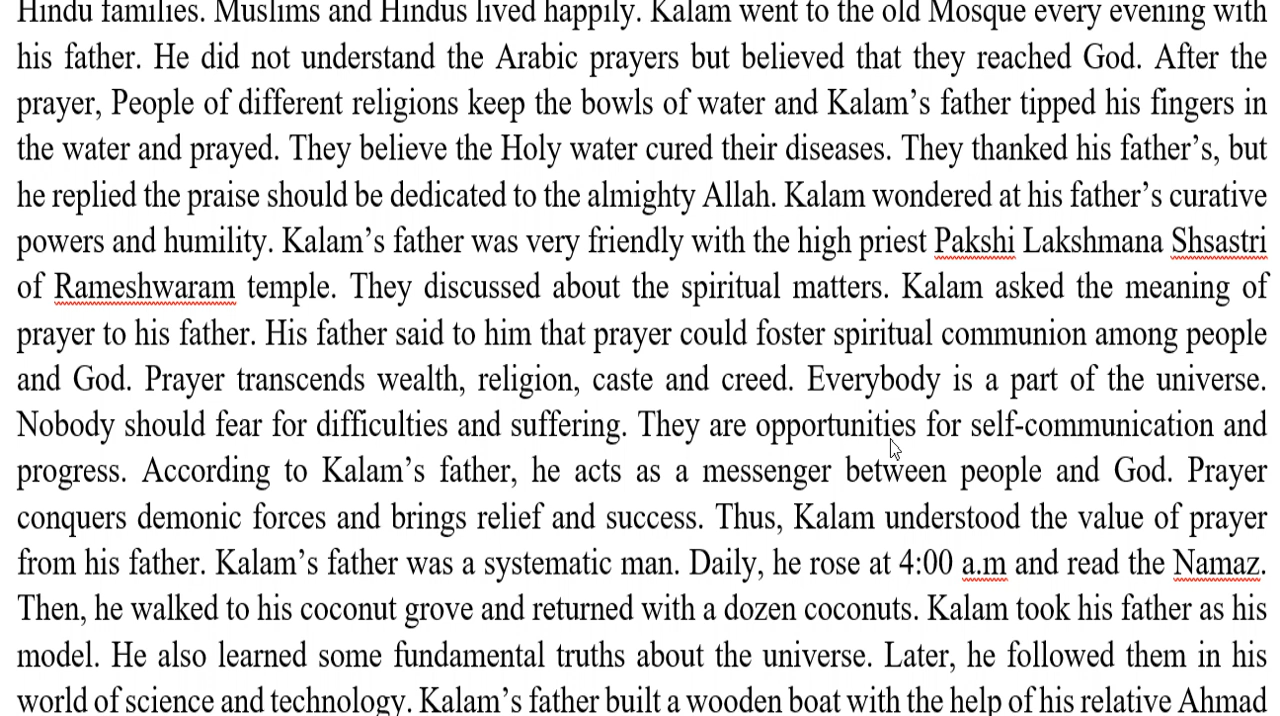 Hindu families. Muslims and Hindus lived happily. Kalam went to the old Mosque every evening with
his father. He did not understand the Arabic prayers but believed that they reached God. After the
prayer, People of different religions keep the bowls of water and Kalam’s father tipped his fingers in
the water and prayed. They believe the Holy water cured their diseases. They thanked his father’s, but
he replied the praise should be dedicated to the almighty Allah. Kalam wondered at his father’s curative
powers and humility. Kalam’s father was very friendly with the high priest Pakshi Lakshmana Shsastri
of Rameshwaram temple. They discussed about the spiritual matters. Kalam asked the meaning of
prayer to his father. His father said to him that prayer could foster spiritual communion among people
and God. Prayer transcends wealth, religion, caste and creed. Everybody is a part of the universe.
Nobody should fear for difficulties and suffering. They are opportunities for self-communication and
progress. According to Kalam’s father, he acts as a messenger between people and God. Prayer
conquers demonic forces and brings relief and success. Thus, Kalam understood the value of prayer
from his father. Kalam’s father was a systematic man. Daily, he rose at 4:00 a.m and read the Namaz.
Then, he walked to his coconut grove and returned with a dozen coconuts. Kalam took his father as his
model. He also learned some fundamental truths about the universe. Later, he followed them in his
world of science and technology. Kalam’s father built a wooden boat with the help of his relative Ahmad